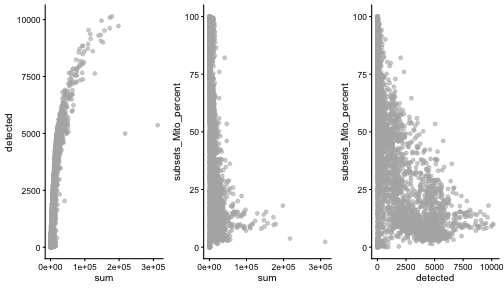 10000
7500
5000
2500
0
detected
0e+00 1e+05 2e+05 3e+05
sum
100
75
50
25
0
subsets_Mito_percent
0e+00 1e+05 2e+05 3e+05
sum
100
75
50
25
0
subsets_Mito_percent
0 2500 5000 7500 10000
detected